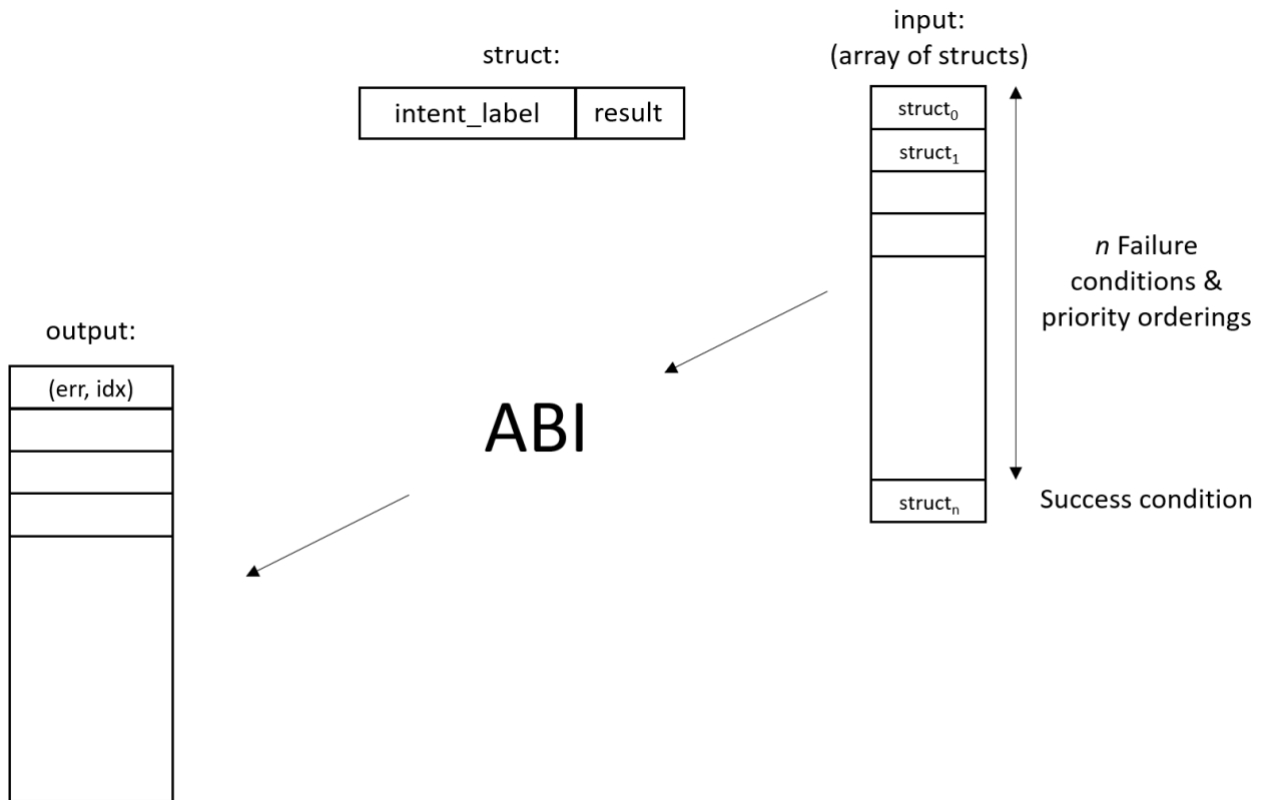 struct:
intent_label
result
input:
(array of structs)
struct₀
struct₁
n Failure
conditions &
priority orderings
structₙ
Success condition
ABI
output:
(err, idx)